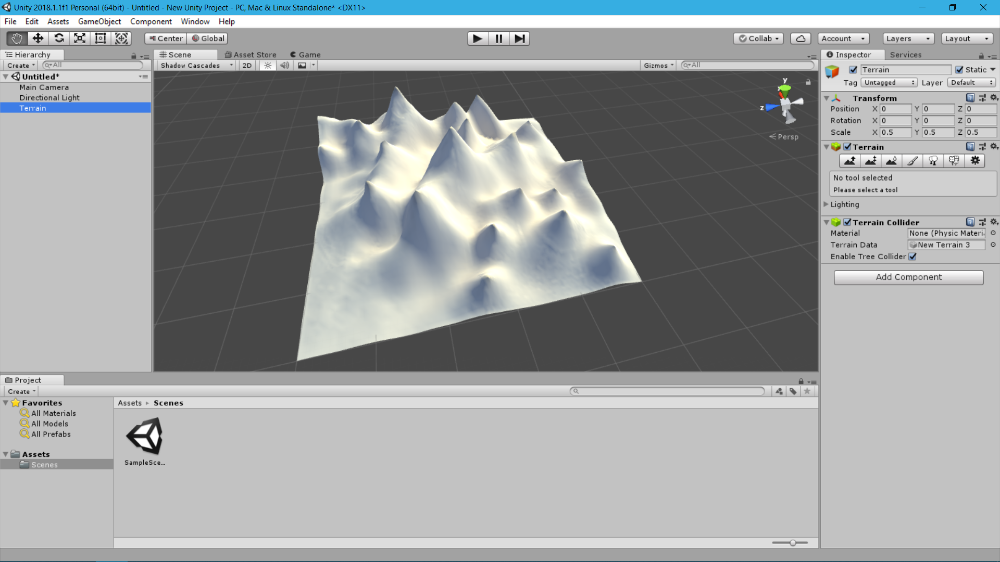 Unity 2018.1.1f1 Personal (64bit) - Untitled - New Unity Project - PC, Mac & Linux Standalone* <DX11>
File Edit Assets GameObject Component Window Help
Center Global Collab Account Layers Layout
Hierarchy
Create All
Untitled*
Main Camera
Directional Light
Terrain
Scene Asset Store Game
Shadow Cascades 2D Gizmos All
y
z
Persp
Inspector Services
Terrain Static
Tag Untagged Layer Default
Transform
Position X 0 Y 0 Z 0
Rotation X 0 Y 0 Z 0
Scale X 0.5 Y 0.5 Z 0.5
Terrain
No tool selected
Please select a tool
Lighting
Terrain Collider
Material None (Physic Materi
Terrain Data New Terrain 3
Enable Tree Collider
Add Component
Project
Create
Favorites
All Materials
All Models
All Prefabs
Assets
Scenes
Assets Scenes
SampleSce...